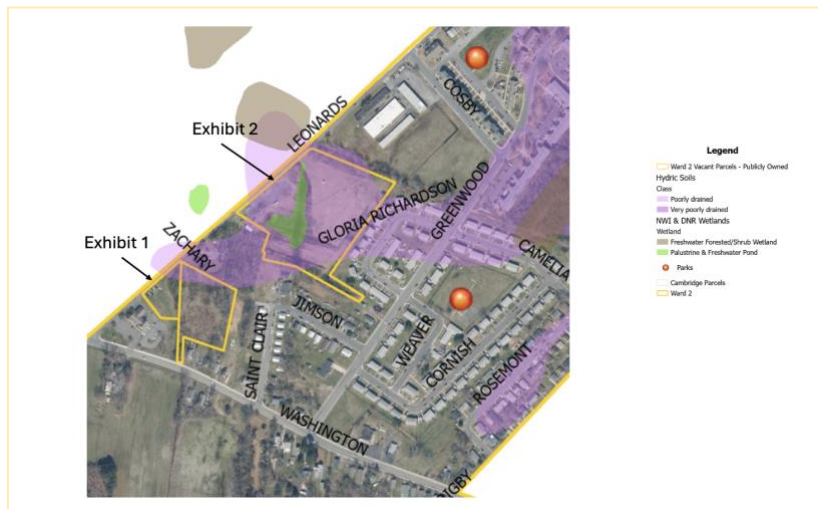 COSBY
Exhibit 2
LEONARDS
GLORIA RICHARDSON
GREENWOOD
ZACHARY
Exhibit 1
CAMELIA
JIMSON
SAINT CLAIR
WEAVER
CORNISH
ROSEMONT
WASHINGTON
DIGBY
Legend
Ward 2 Vacant Parcels - Publicly Owned
Hydric Soils
Class
Poorly drained
Very poorly drained
NWI & DNR Wetlands
Wetland
Freshwater Forested/Shrub Wetland
Palustrine & Freshwater Pond
Parks
Cambridge Parcels
Ward 2